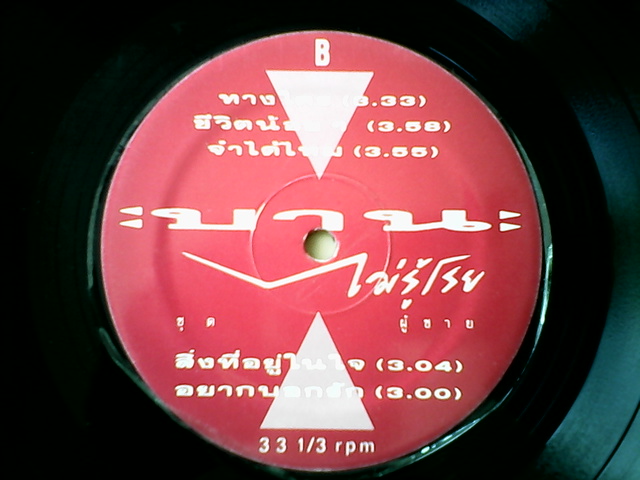 B
ทาง (3.33)
ชีวิต (3.58)
จำได้ไหม (3.55)
บาน
ไม่รู้โรย
ชุด ผู้ชาย
สิ่งที่อยู่ในใจ (3.04)
อยากบอกรัก (3.00)
33 1/3 rpm